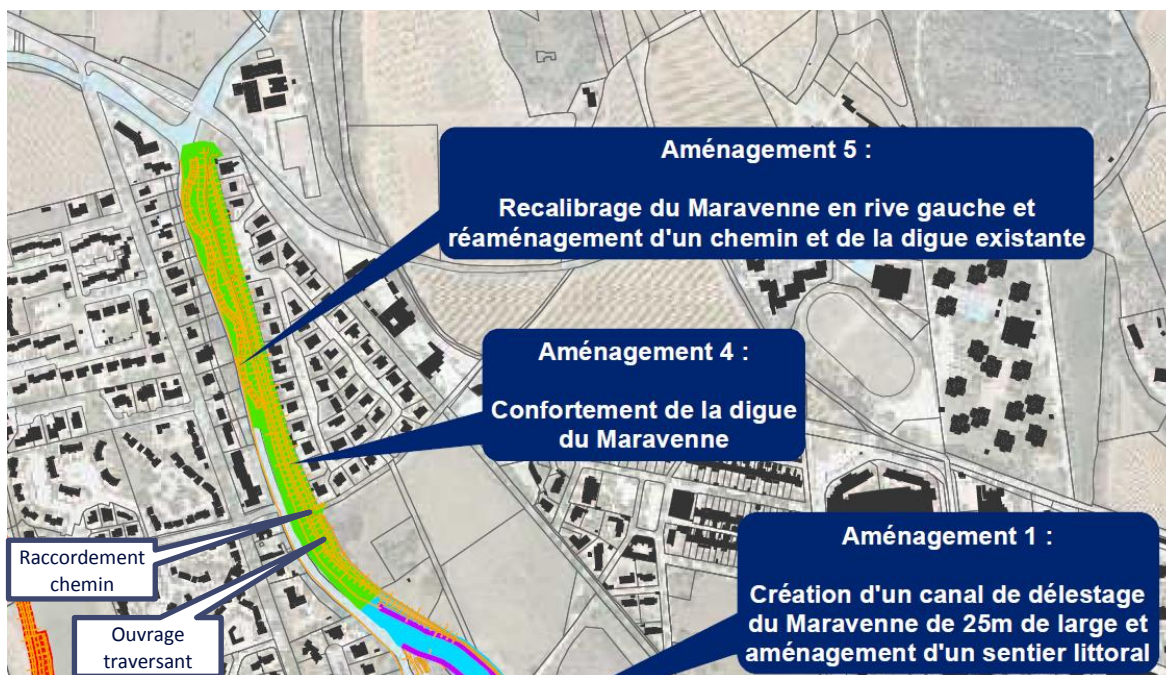 Aménagement 5 :
Recalibrage du Maravenne en rive gauche et
réaménagement d'un chemin et de la digue existante
Aménagement 4 :
Confortement de la digue
du Maravenne
Raccordement
chemin
Ouvrage
traversant
Aménagement 1 :
Création d'un canal de délestage
du Maravenne de 25m de large et
aménagement d'un sentier littoral